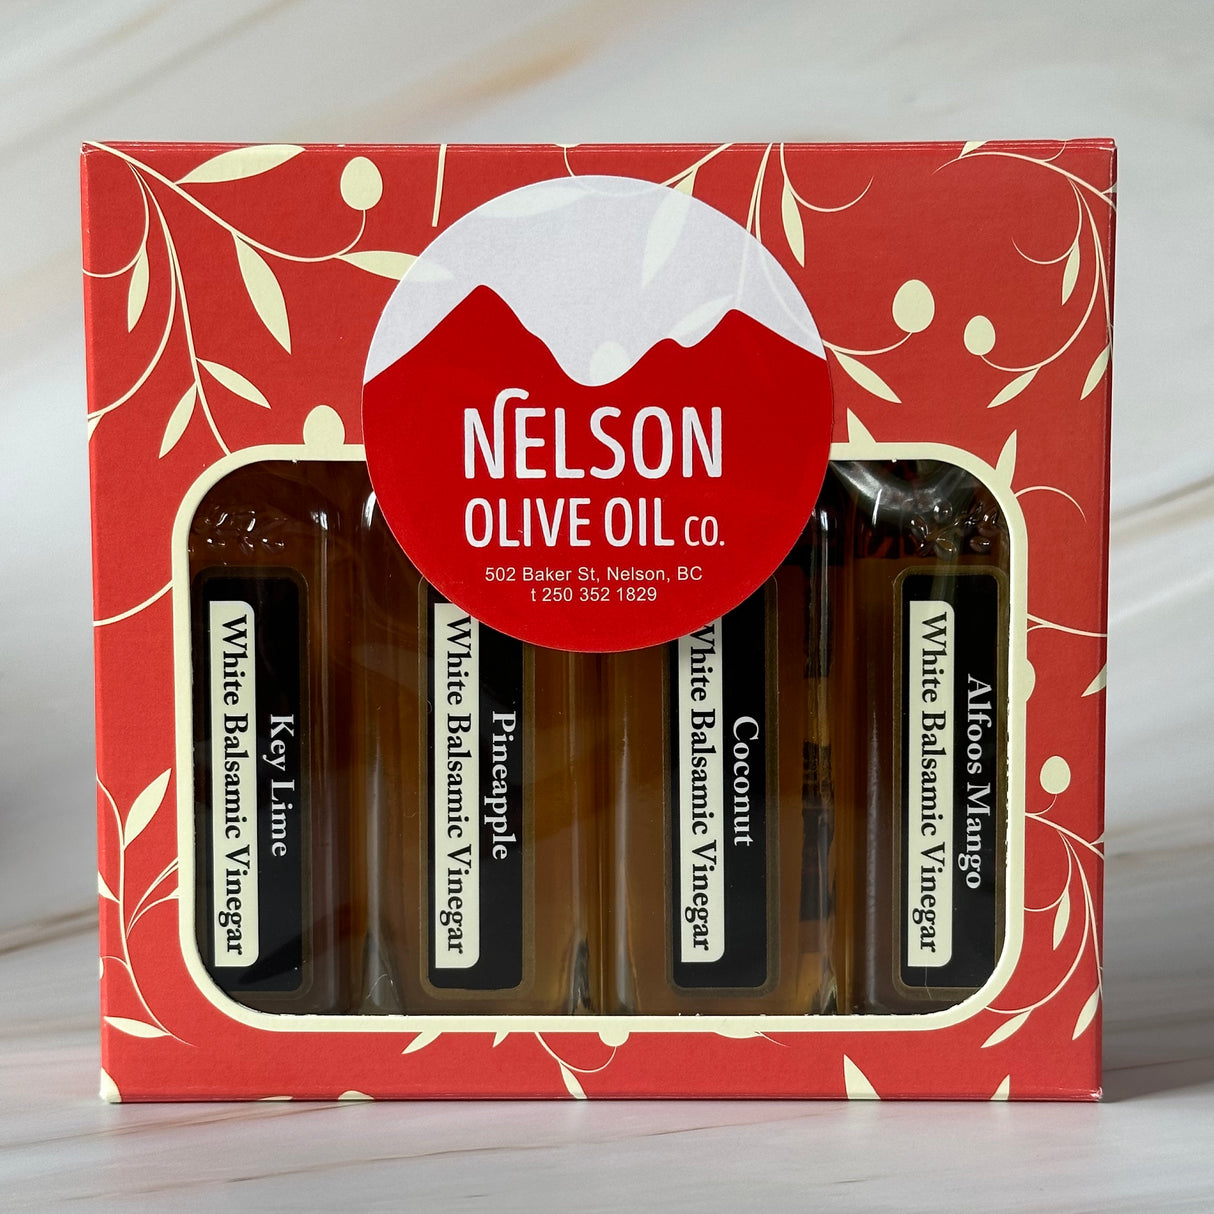 NELSON
OLIVE OIL CO.
502 Baker St, Nelson, BC
t 250 352 1829
Key Lime
White Balsamic Vinegar
Pineapple
White Balsamic Vinegar
Coconut
White Balsamic Vinegar
Alfoos Mango
White Balsamic Vinegar